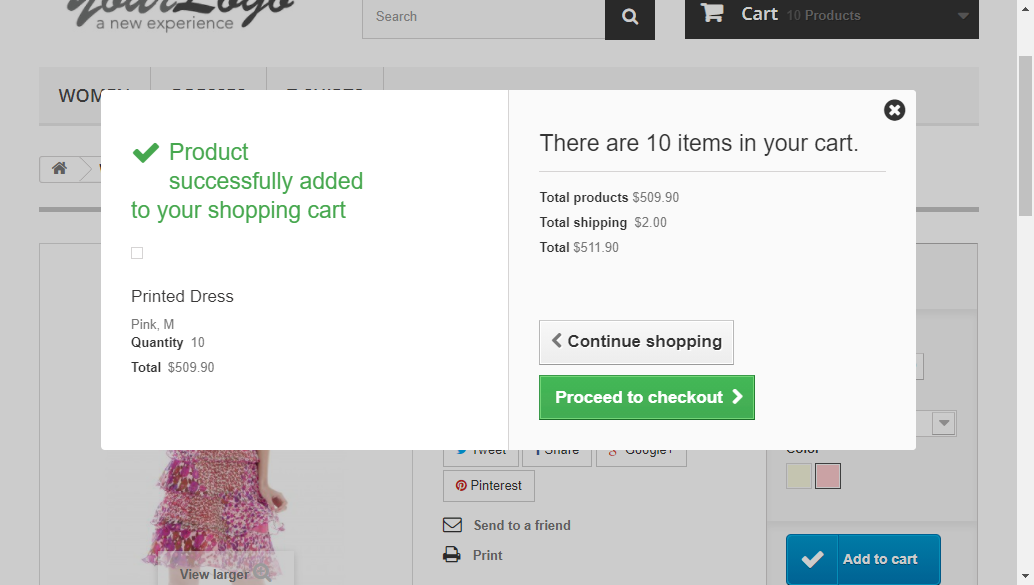 yourLogo
a new experience
Search
Cart 10 Products
Product
successfully added
to your shopping cart
Printed Dress
Pink, M
Quantity 10
Total $509.90
There are 10 items in your cart.
Total products $509.90
Total shipping $2.00
Total $511.90
Continue shopping
Proceed to checkout
Tweet
Share
Google+
Pinterest
Send to a friend
Print
View larger
Color
Add to cart